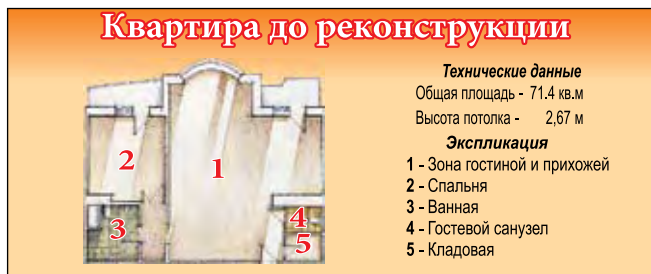 Квартира до реконструкции
Технические данные
Общая площадь - 71.4 кв.м
Высота потолка - 2,67 м
Экспликация
1 - Зона гостиной и прихожей
2 - Спальня
3 - Ванная
4 - Гостевой санузел
5 - Кладовая
2
1
3
4
5